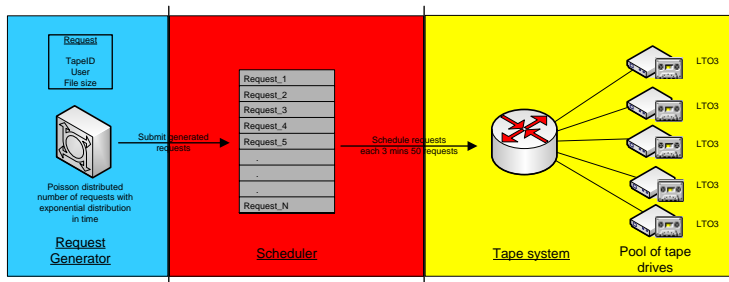 Request
TapeID
User
File size
Poisson distributed
number of requests with
exponential distribution
in time
Request
Generator
Submit generated
requests
Request_1
Request_2
Request_3
Request_4
Request_5
.
.
.
Request_N
Scheduler
Schedule requests
each 3 mins 50 requests
Tape system
LTO3
LTO3
LTO3
LTO3
LTO3
Pool of tape
drives